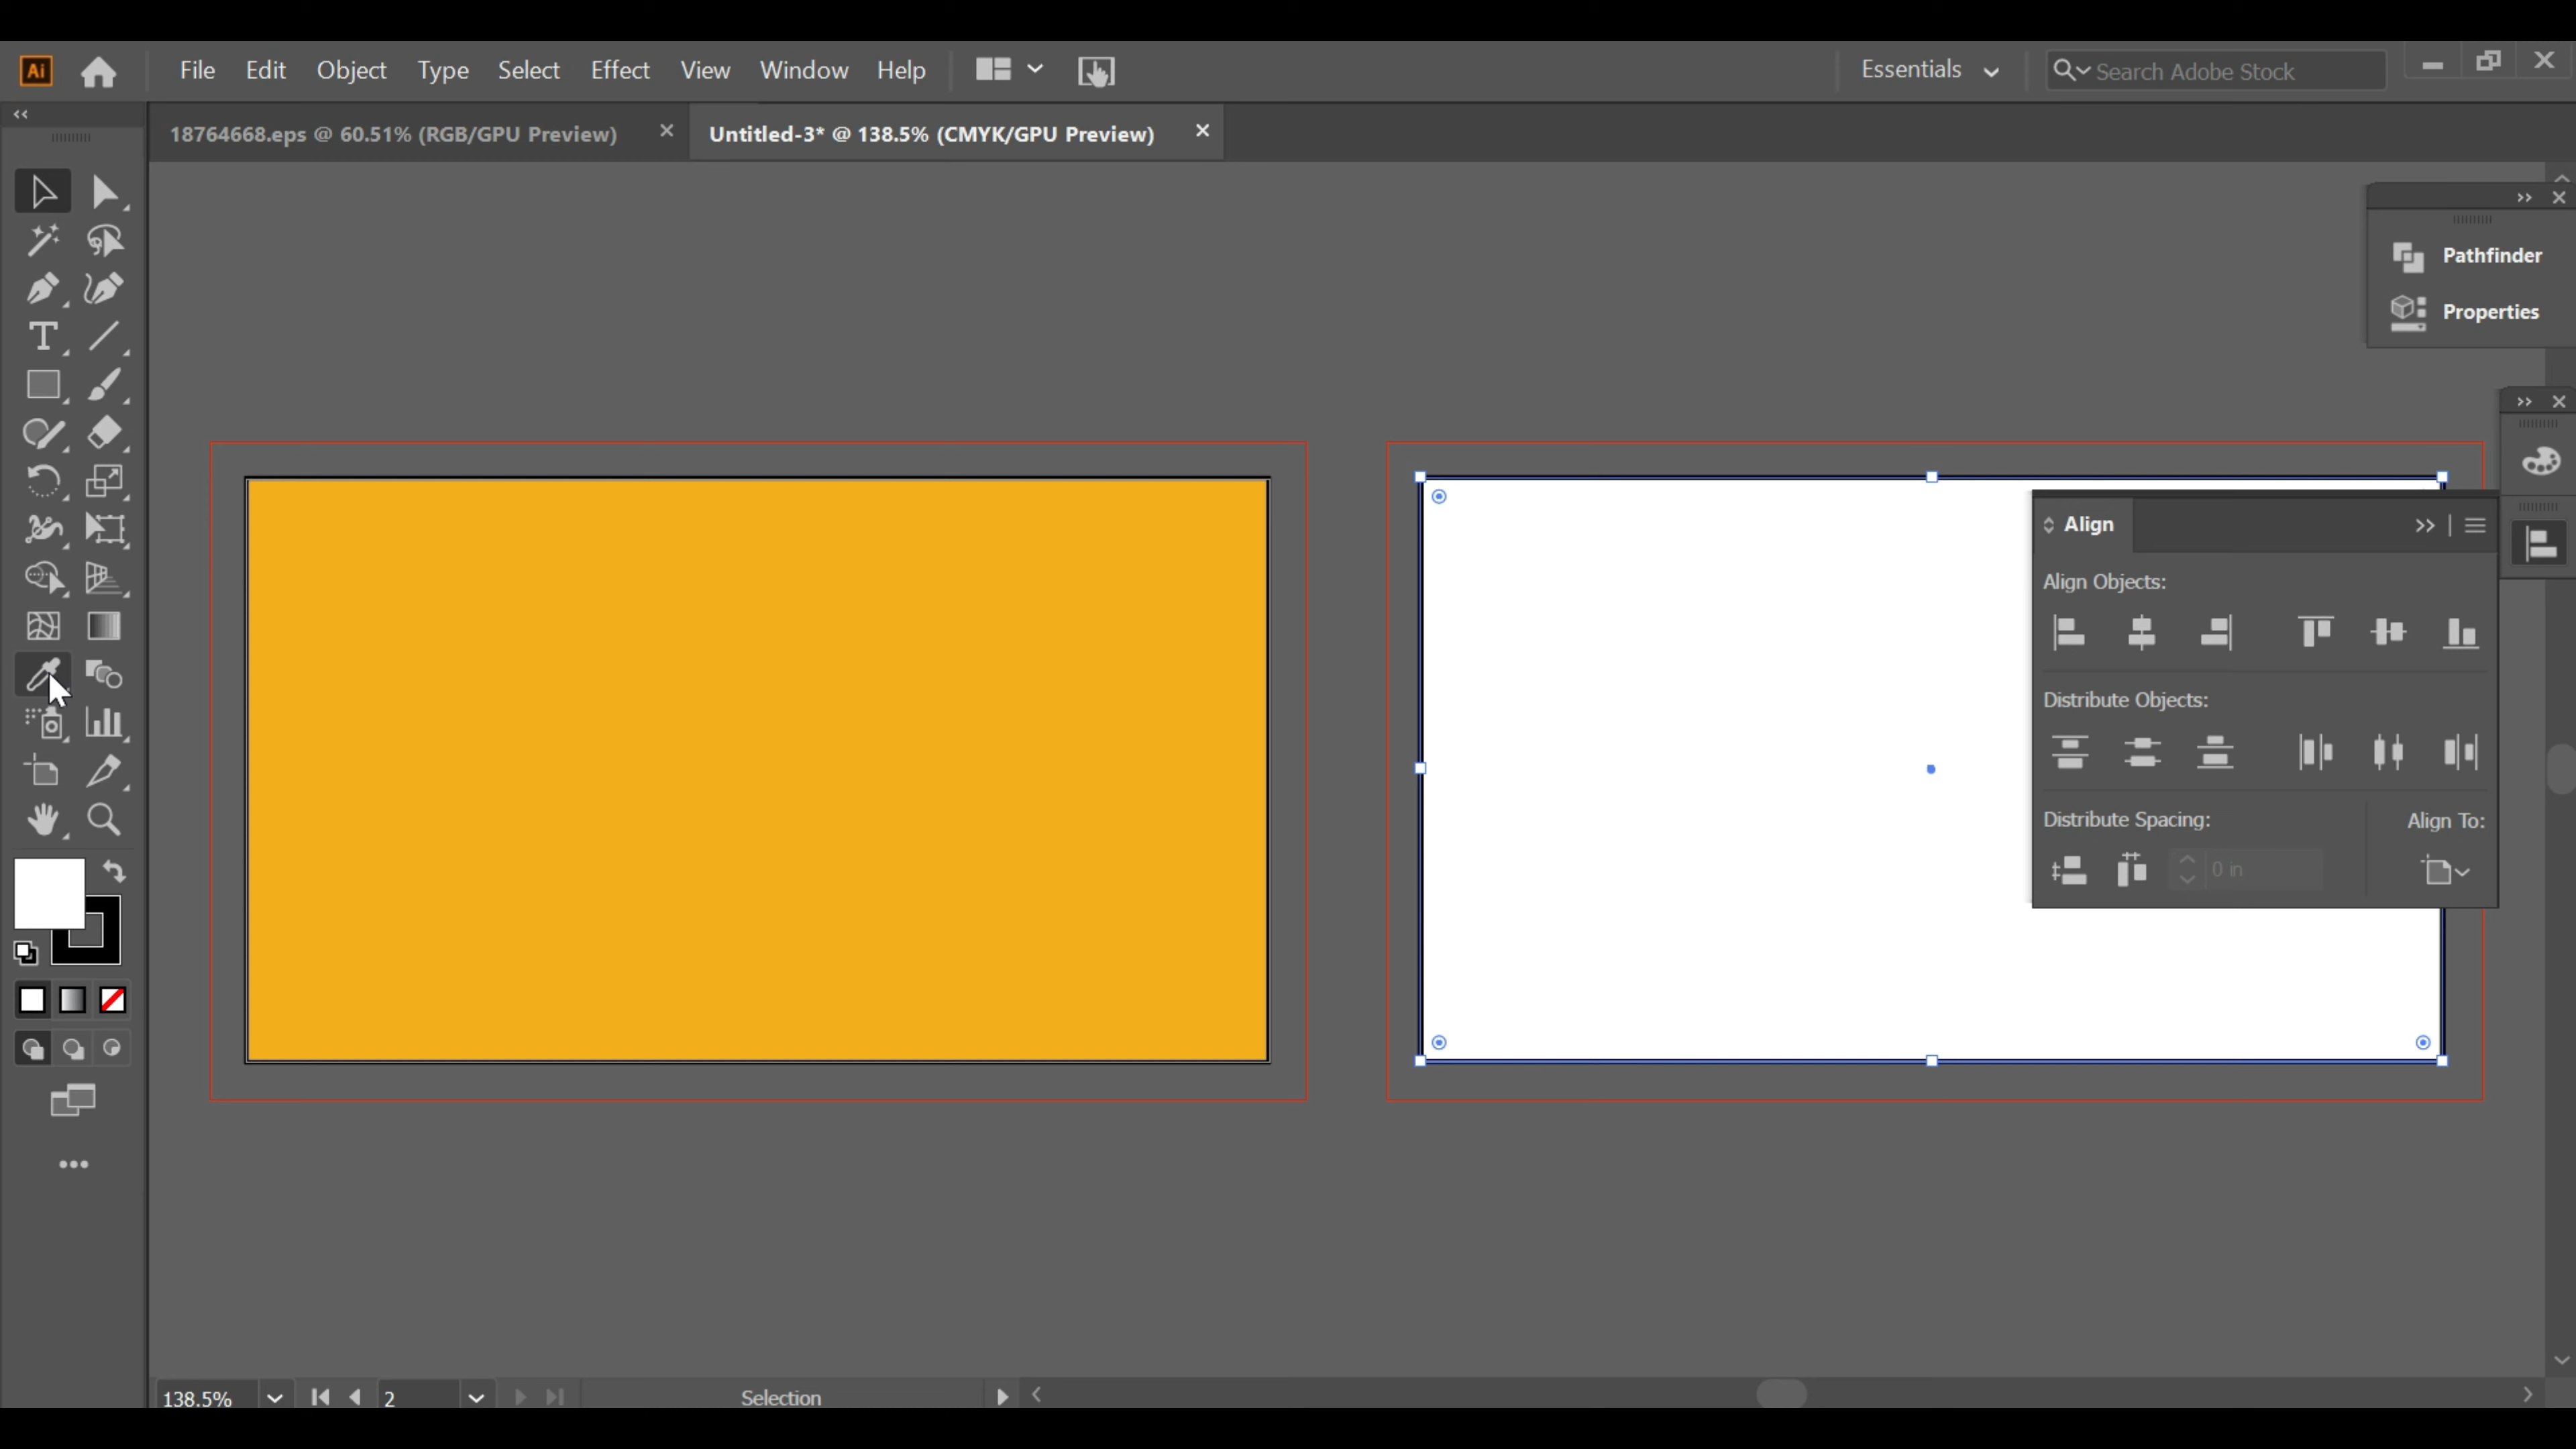 Ai File Edit Object Type Select Effect View Window Help Essentials Search Adobe Stock
18764668.eps @ 60.51% (RGB/GPU Preview) Untitled-3* @ 138.5% (CMYK/GPU Preview)
Pathfinder
Properties
Align
Align Objects:
Distribute Objects:
Distribute Spacing: Align To:
0 in
138.5% 2 Selection